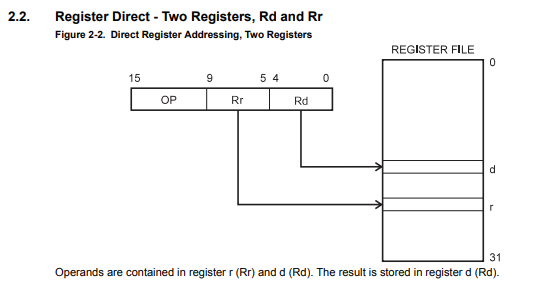 2.2. Register Direct - Two Registers, Rd and Rr
Figure 2-2. Direct Register Addressing, Two Registers
REGISTER FILE
0
15 9 5 4 0
OP Rr Rd
d
r
31
Operands are contained in register r (Rr) and d (Rd). The result is stored in register d (Rd).